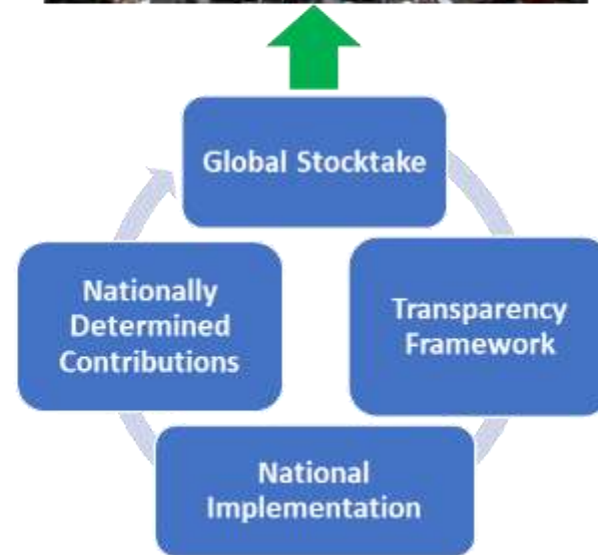 Global Stocktake
Nationally
Determined
Contributions
Transparency
Framework
National
Implementation